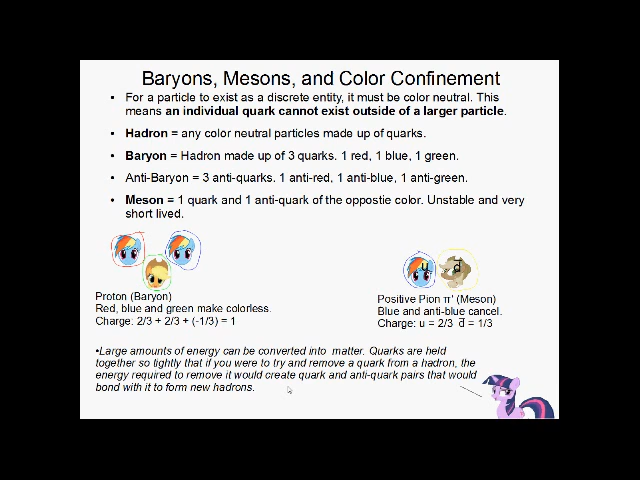 Baryons, Mesons, and Color Confinement
• For a particle to exist as a discrete entity, it must be color neutral. This
means an individual quark cannot exist outside of a larger particle.
• Hadron = any color neutral particles made up of quarks.
• Baryon = Hadron made up of 3 quarks. 1 red, 1 blue, 1 green.
• Anti-Baryon = 3 anti-quarks. 1 anti-red, 1 anti-blue, 1 anti-green.
• Meson = 1 quark and 1 anti-quark of the oppostie color. Unstable and very
short lived.
u d
Proton (Baryon)
Red, blue and green make colorless.
Charge: 2/3 + 2/3 + (-1/3) = 1
Positive Pion π⁺ (Meson)
Blue and anti-blue cancel.
Charge: u = 2/3 d̅ = 1/3
•Large amounts of energy can be converted into matter. Quarks are held
together so tightly that if you were to try and remove a quark from a hadron, the
energy required to remove it would create quark and anti-quark pairs that would
bond with it to form new hadrons.